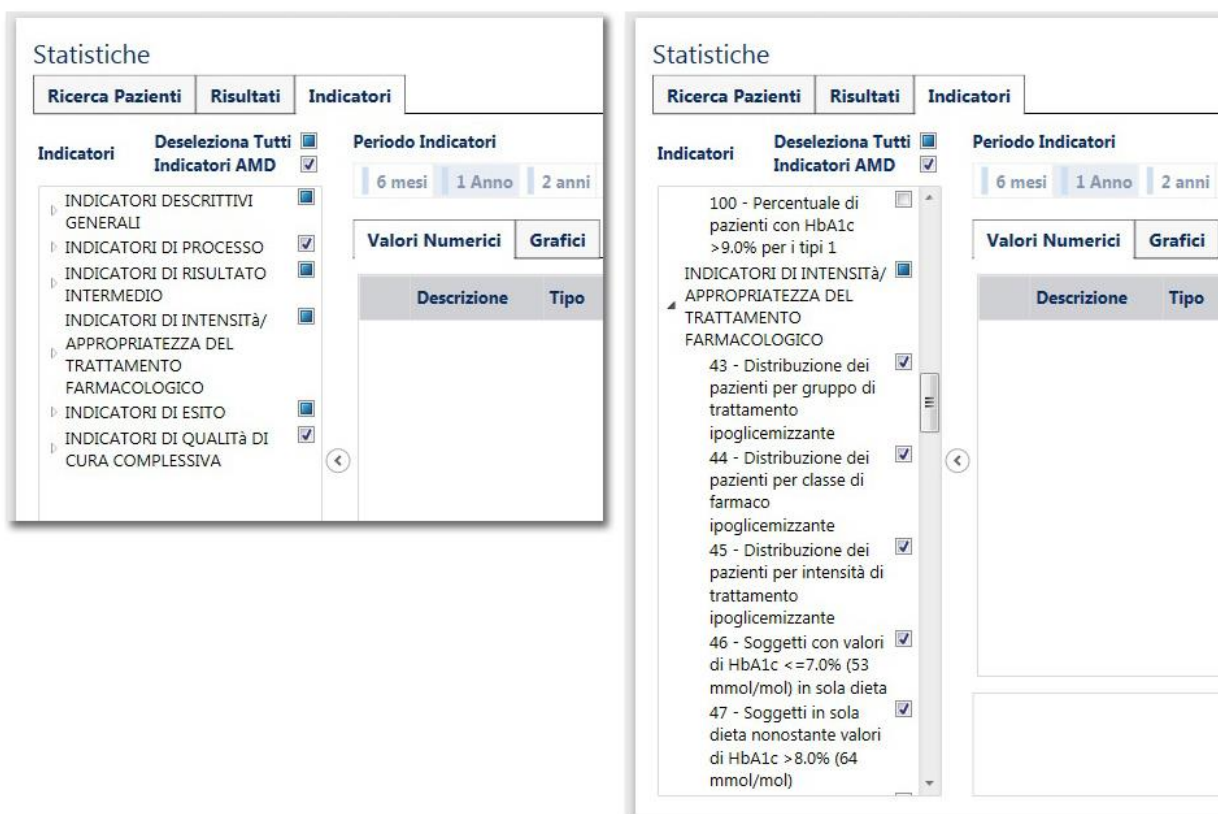 Statistiche
Ricerca Pazienti Risultati Indicatori
Indicatori
Deseleziona Tutti
Indicatori AMD
INDICATORI DESCRITTIVI
GENERALI
INDICATORI DI PROCESSO
INDICATORI DI RISULTATO
INTERMEDIO
INDICATORI DI INTENSITà/
APPROPRIATEZZA DEL
TRATTAMENTO
FARMACOLOGICO
INDICATORI DI ESITO
INDICATORI DI QUALITà DI
CURA COMPLESSIVA
Periodo Indicatori
6 mesi 1 Anno 2 anni
Valori Numerici Grafici
Descrizione Tipo
Statistiche
Ricerca Pazienti Risultati Indicatori
Indicatori
Deseleziona Tutti
Indicatori AMD
100 - Percentuale di
pazienti con HbA1c
>9.0% per i tipi 1
INDICATORI DI INTENSITà/
APPROPRIATEZZA DEL
TRATTAMENTO
FARMACOLOGICO
43 - Distribuzione dei
pazienti per gruppo di
trattamento
ipoglicemizzante
44 - Distribuzione dei
pazienti per classe di
farmaco
ipoglicemizzante
45 - Distribuzione dei
pazienti per intensità di
trattamento
ipoglicemizzante
46 - Soggetti con valori
di HbA1c <=7.0% (53
mmol/mol) in sola dieta
47 - Soggetti in sola
dieta nonostante valori
di HbA1c >8.0% (64
mmol/mol)
Periodo Indicatori
6 mesi 1 Anno 2 anni
Valori Numerici Grafici
Descrizione Tipo